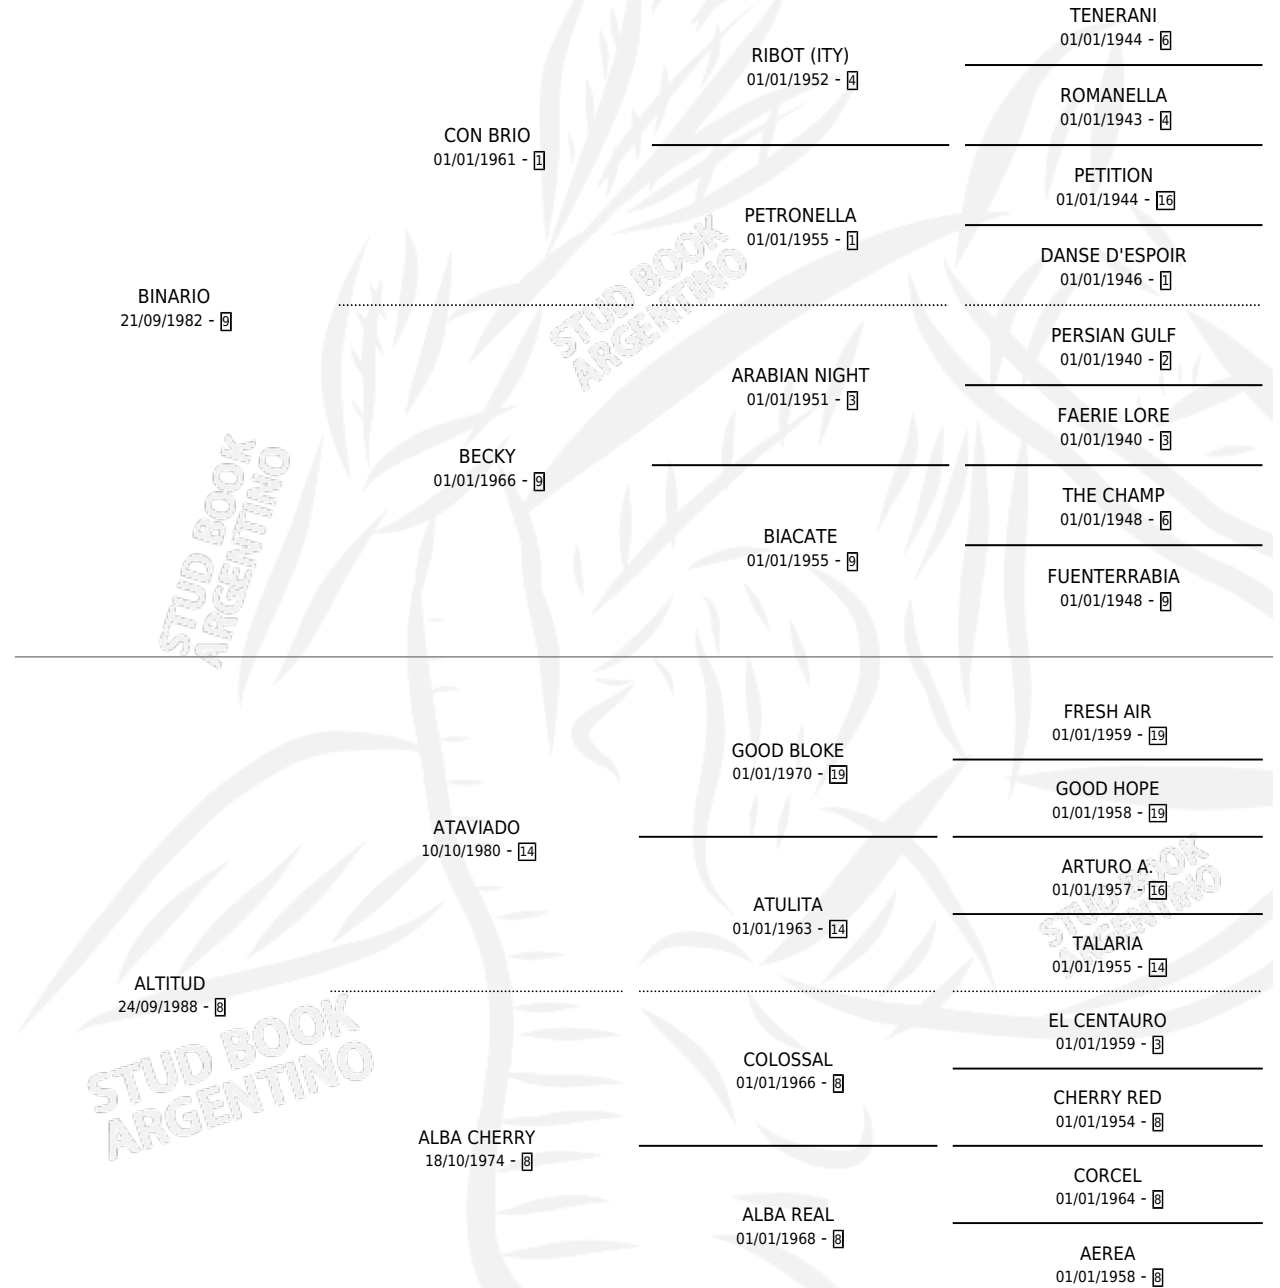 TENERANI
01/01/1944 - 6
RIBOT (ITY)
01/01/1952 - 4
ROMANELLA
01/01/1943 - 4
CON BRIO
01/01/1961 - 1
PETITION
01/01/1944 - 16
PETRONELLA
01/01/1955 - 1
DANSE D'ESPOIR
01/01/1946 - 1
BINARIO
21/09/1982 - 9
STUD BOOK
ARGENTINO
PERSIAN GULF
01/01/1940 - 2
ARABIAN NIGHT
01/01/1951 - 3
FAERIE LORE
01/01/1940 - 3
BECKY
01/01/1966 - 9
STUD BOOK
ARGENTINO
THE CHAMP
01/01/1948 - 6
BIACATE
01/01/1955 - 9
FUENTERRABIA
01/01/1948 - 9
FRESH AIR
01/01/1959 - 19
GOOD BLOKE
01/01/1970 - 19
GOOD HOPE
01/01/1958 - 19
ATAVIADO
10/10/1980 - 14
ARTURO A.
01/01/1957 - 16
STUD BOOK
ARGENTINO
ATULITA
01/01/1963 - 14
TALARIA
01/01/1955 - 14
ALTITUD
24/09/1988 - 8
EL CENTAURO
01/01/1959 - 3
STUD BOOK
ARGENTINO
COLOSSAL
01/01/1966 - 8
CHERRY RED
01/01/1954 - 8
ALBA CHERRY
18/10/1974 - 8
CORCEL
01/01/1964 - 8
ALBA REAL
01/01/1968 - 8
AEREA
01/01/1958 - 8